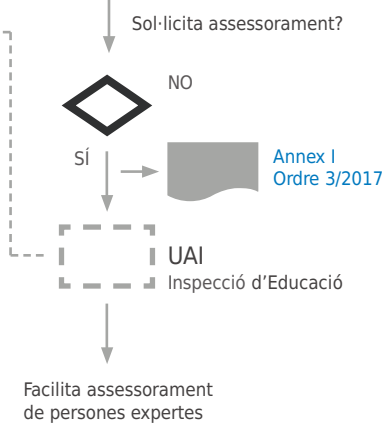 Sol·licita assessorament?
NO
SÍ
Annex I
Ordre 3/2017
UAI
Inspecció d’Educació
Facilita assessorament
de persones expertes